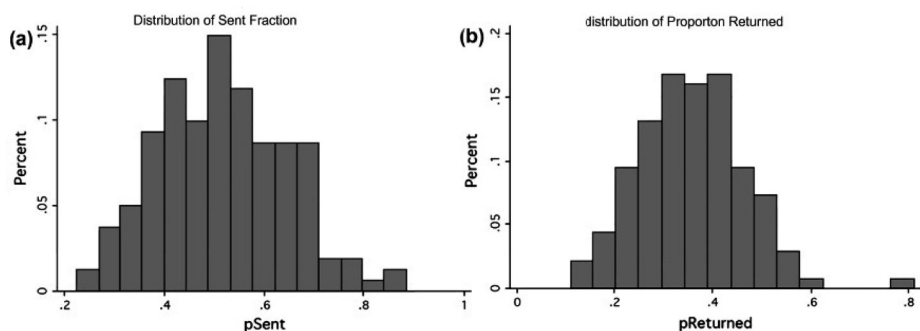 (a)
Distribution of Sent Fraction
.15
.1
.05
0
Percent
.2
.4
.6
.8
1
pSent
(b)
distribution of Proporton Returned
.2
.15
.1
.05
0
Percent
0
.2
.4
.6
.8
pReturned